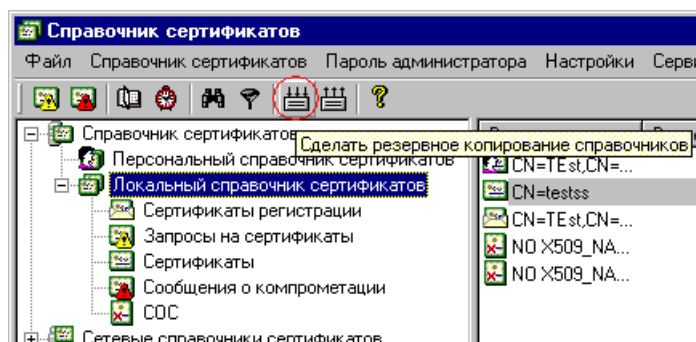 Справочник сертификатов
Файл Справочник сертификатов Пароль администратора Настройки Серви
Справочник сертификатов
Сделать резервное копирование справочников
Персональный справочник сертификатов
CN=TEst,CN=...
Локальный справочник сертификатов
CN=testss
Сертификаты регистрации
CN=TEst,CN=...
Запросы на сертификаты
NO X509_NA...
Сертификаты
NO X509_NA...
Сообщения о компрометации
СОС
Сетевые справочники сертификатов